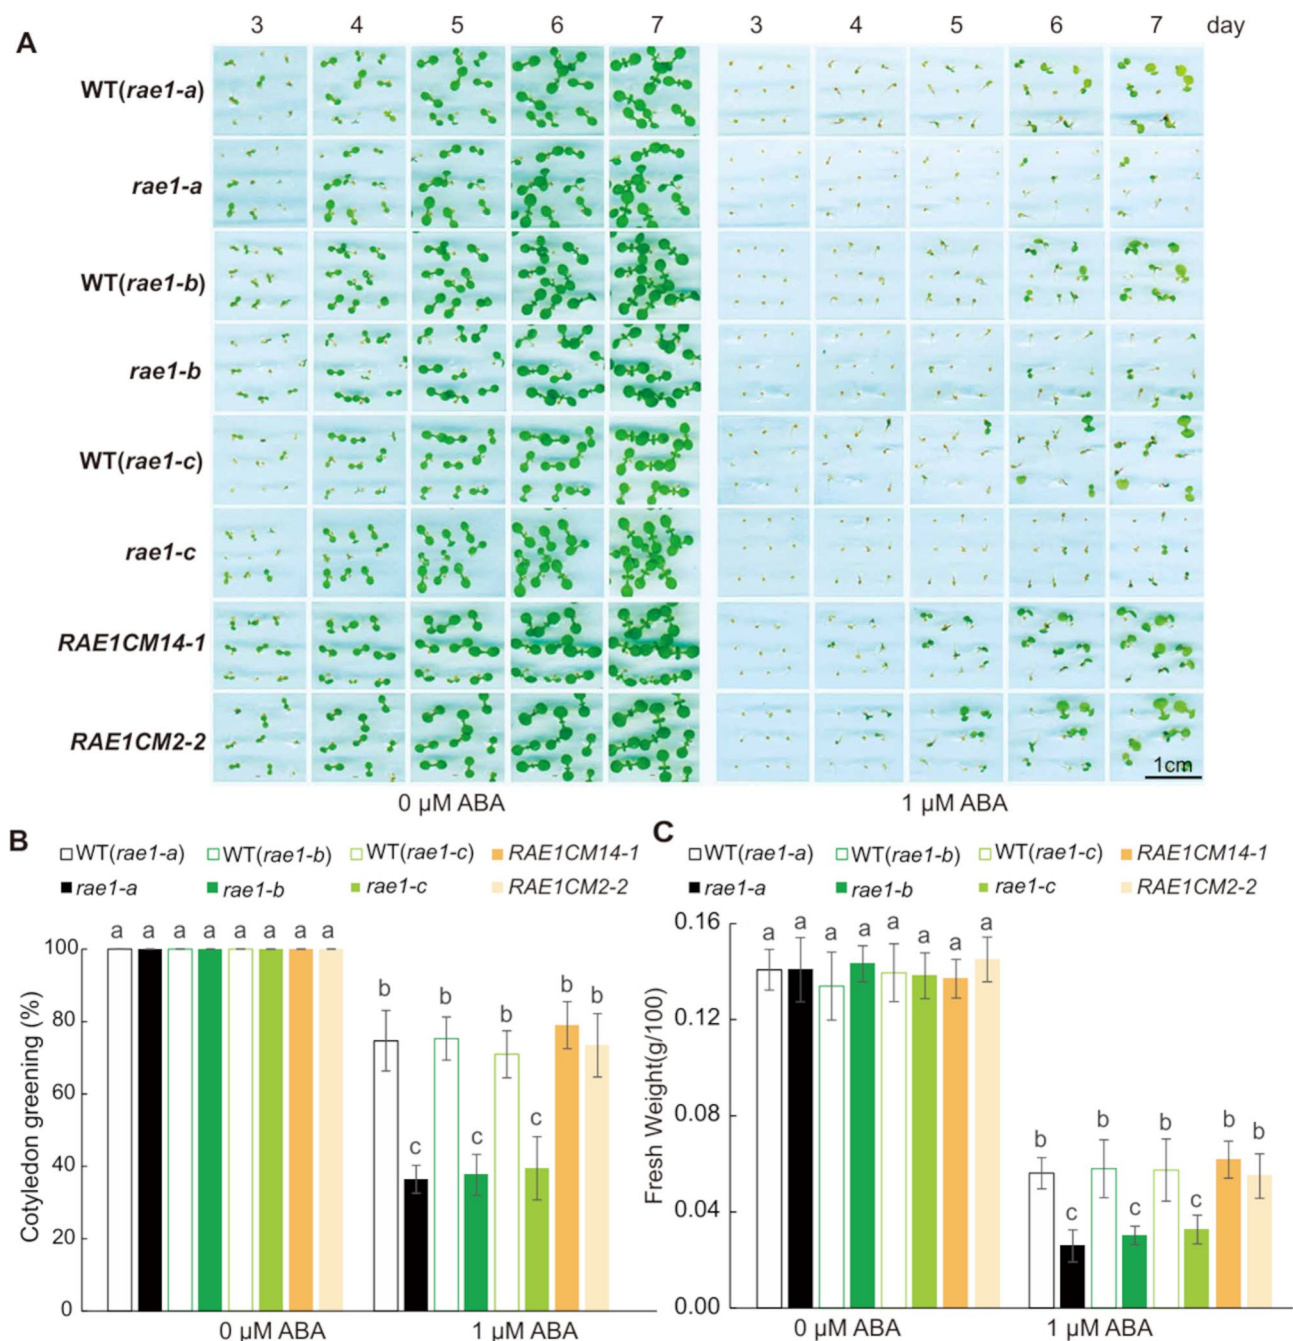 A
3 4 5 6 7 3 4 5 6 7 day
WT(rae1-a)
rae1-a
WT(rae1-b)
rae1-b
WT(rae1-c)
rae1-c
RAE1CM14-1
RAE1CM2-2
1cm
0 µM ABA 1 µM ABA
B
WT(rae1-a) WT(rae1-b) WT(rae1-c) RAE1CM14-1
rae1-a rae1-b rae1-c RAE1CM2-2
a a a a a a a a
b c b c b c b b
Cotyledon greening (%)
100
80
60
40
20
0
0 µM ABA 1 µM ABA
C
WT(rae1-a) WT(rae1-b) WT(rae1-c) RAE1CM14-1
rae1-a rae1-b rae1-c RAE1CM2-2
a a a a a a a a
b c b c b c b b
Fresh Weight(g/100)
0.16
0.12
0.08
0.04
0.00
0 µM ABA 1 µM ABA